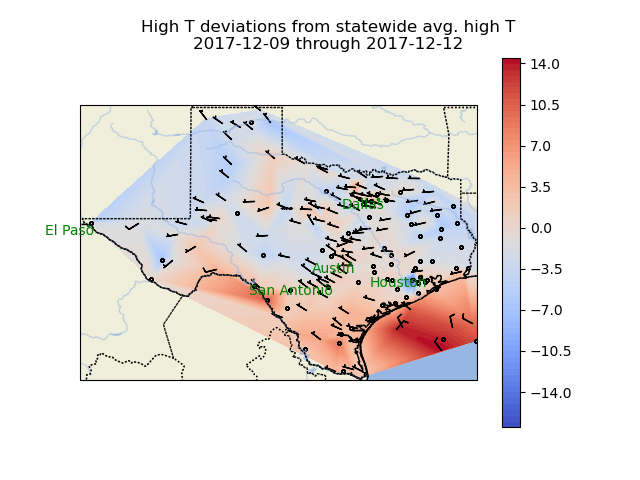 High T deviations from statewide avg. high T
2017-12-09 through 2017-12-12
14.0
10.5
7.0
3.5
0.0
−3.5
−7.0
−10.5
−14.0
Dallas
El Paso
Austin
San Antonio
Houston